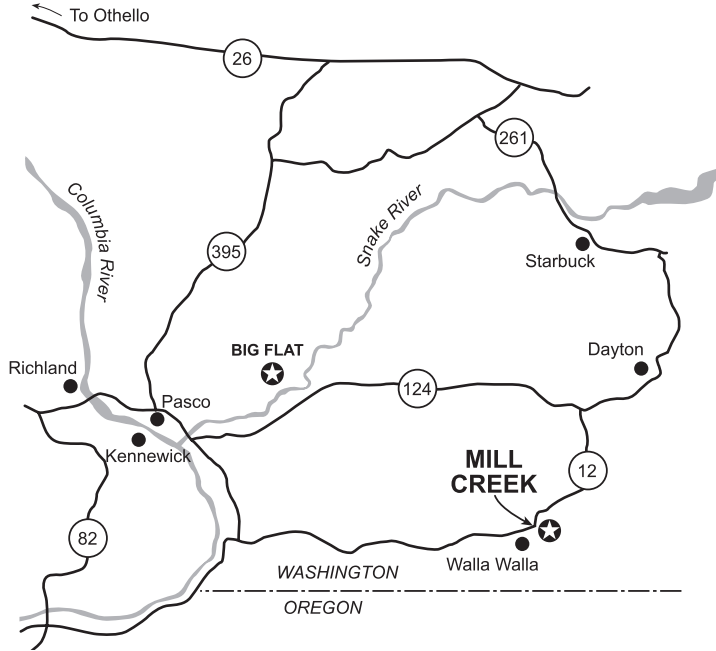 To Othello
26
261
Columbia River
Snake River
395
Starbuck
BIG FLAT
Dayton
Richland
124
Pasco
Kennewick
MILL
CREEK
12
82
Walla Walla
WASHINGTON
OREGON